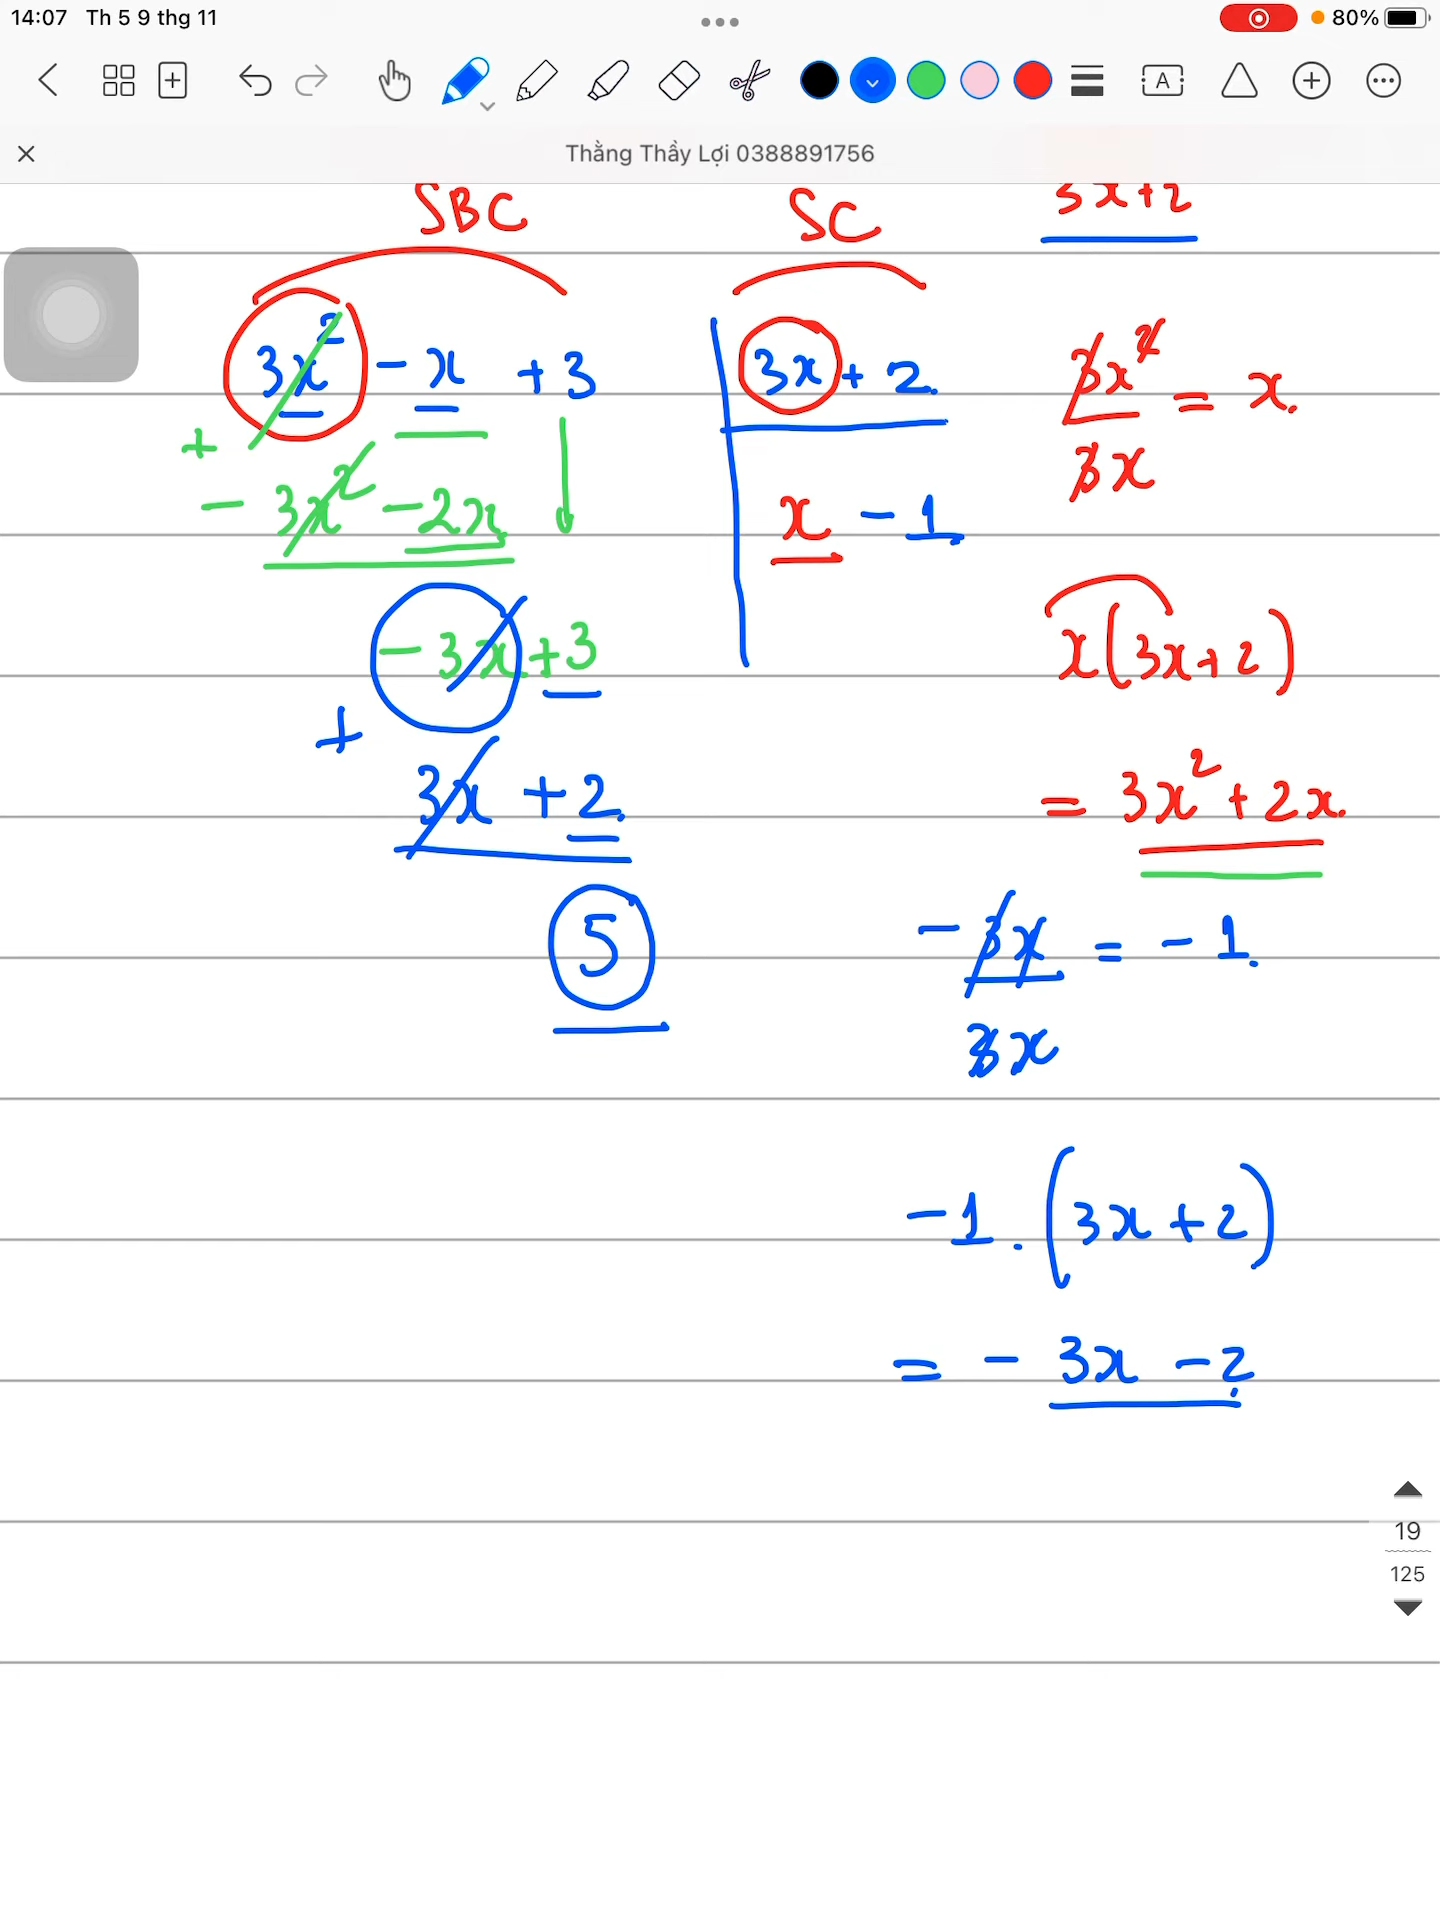 14:07 Th 5 9 thg 11 80%
A
Thằng Thầy Lợi 0388891756
SBC SC 3x+2
3x² - x + 3 3x + 2. 3x²/3x = x.
+
- 3x² - 2x x - 1
- 3x + 3 x(3x+2)
+
3x + 2. = 3x² + 2x.
5 - 3x/3x = - 1.
-1 . (3x + 2)
= - 3x - 2
19
125